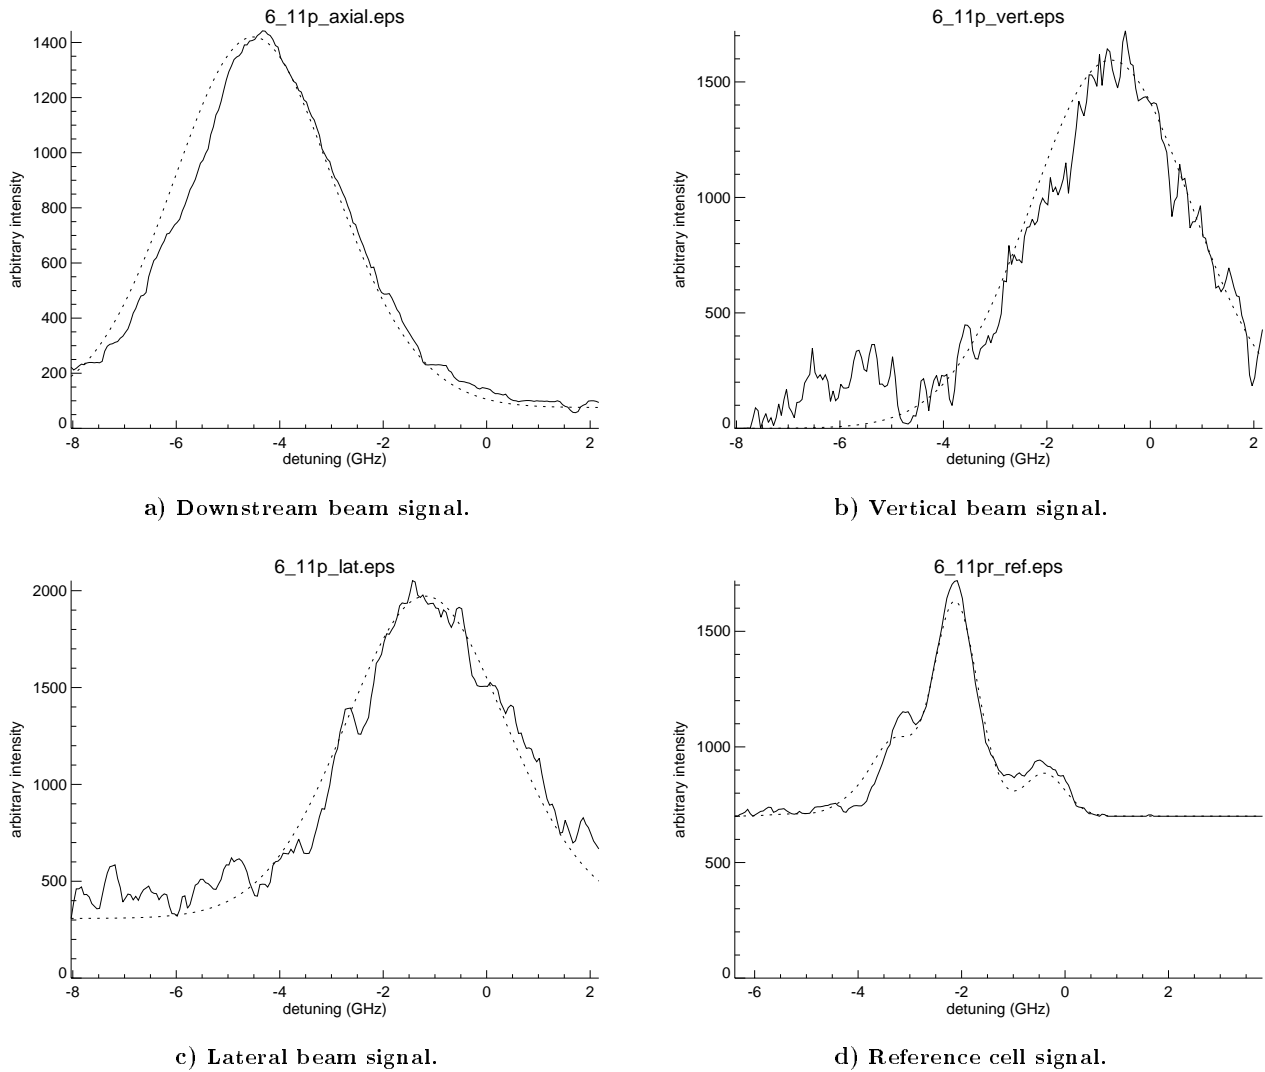 6_11p_axial.eps
1400
1200
1000
800
600
400
200
0
arbitrary intensity
-8 -6 -4 -2 0 2
detuning (GHz)
a) Downstream beam signal.
6_11p_vert.eps
1500
1000
500
0
arbitrary intensity
-8 -6 -4 -2 0 2
detuning (GHz)
b) Vertical beam signal.
6_11p_lat.eps
2000
1500
1000
500
0
arbitrary intensity
-8 -6 -4 -2 0 2
detuning (GHz)
c) Lateral beam signal.
6_11pr_ref.eps
1500
1000
500
0
arbitrary intensity
-6 -4 -2 0 2
detuning (GHz)
d) Reference cell signal.